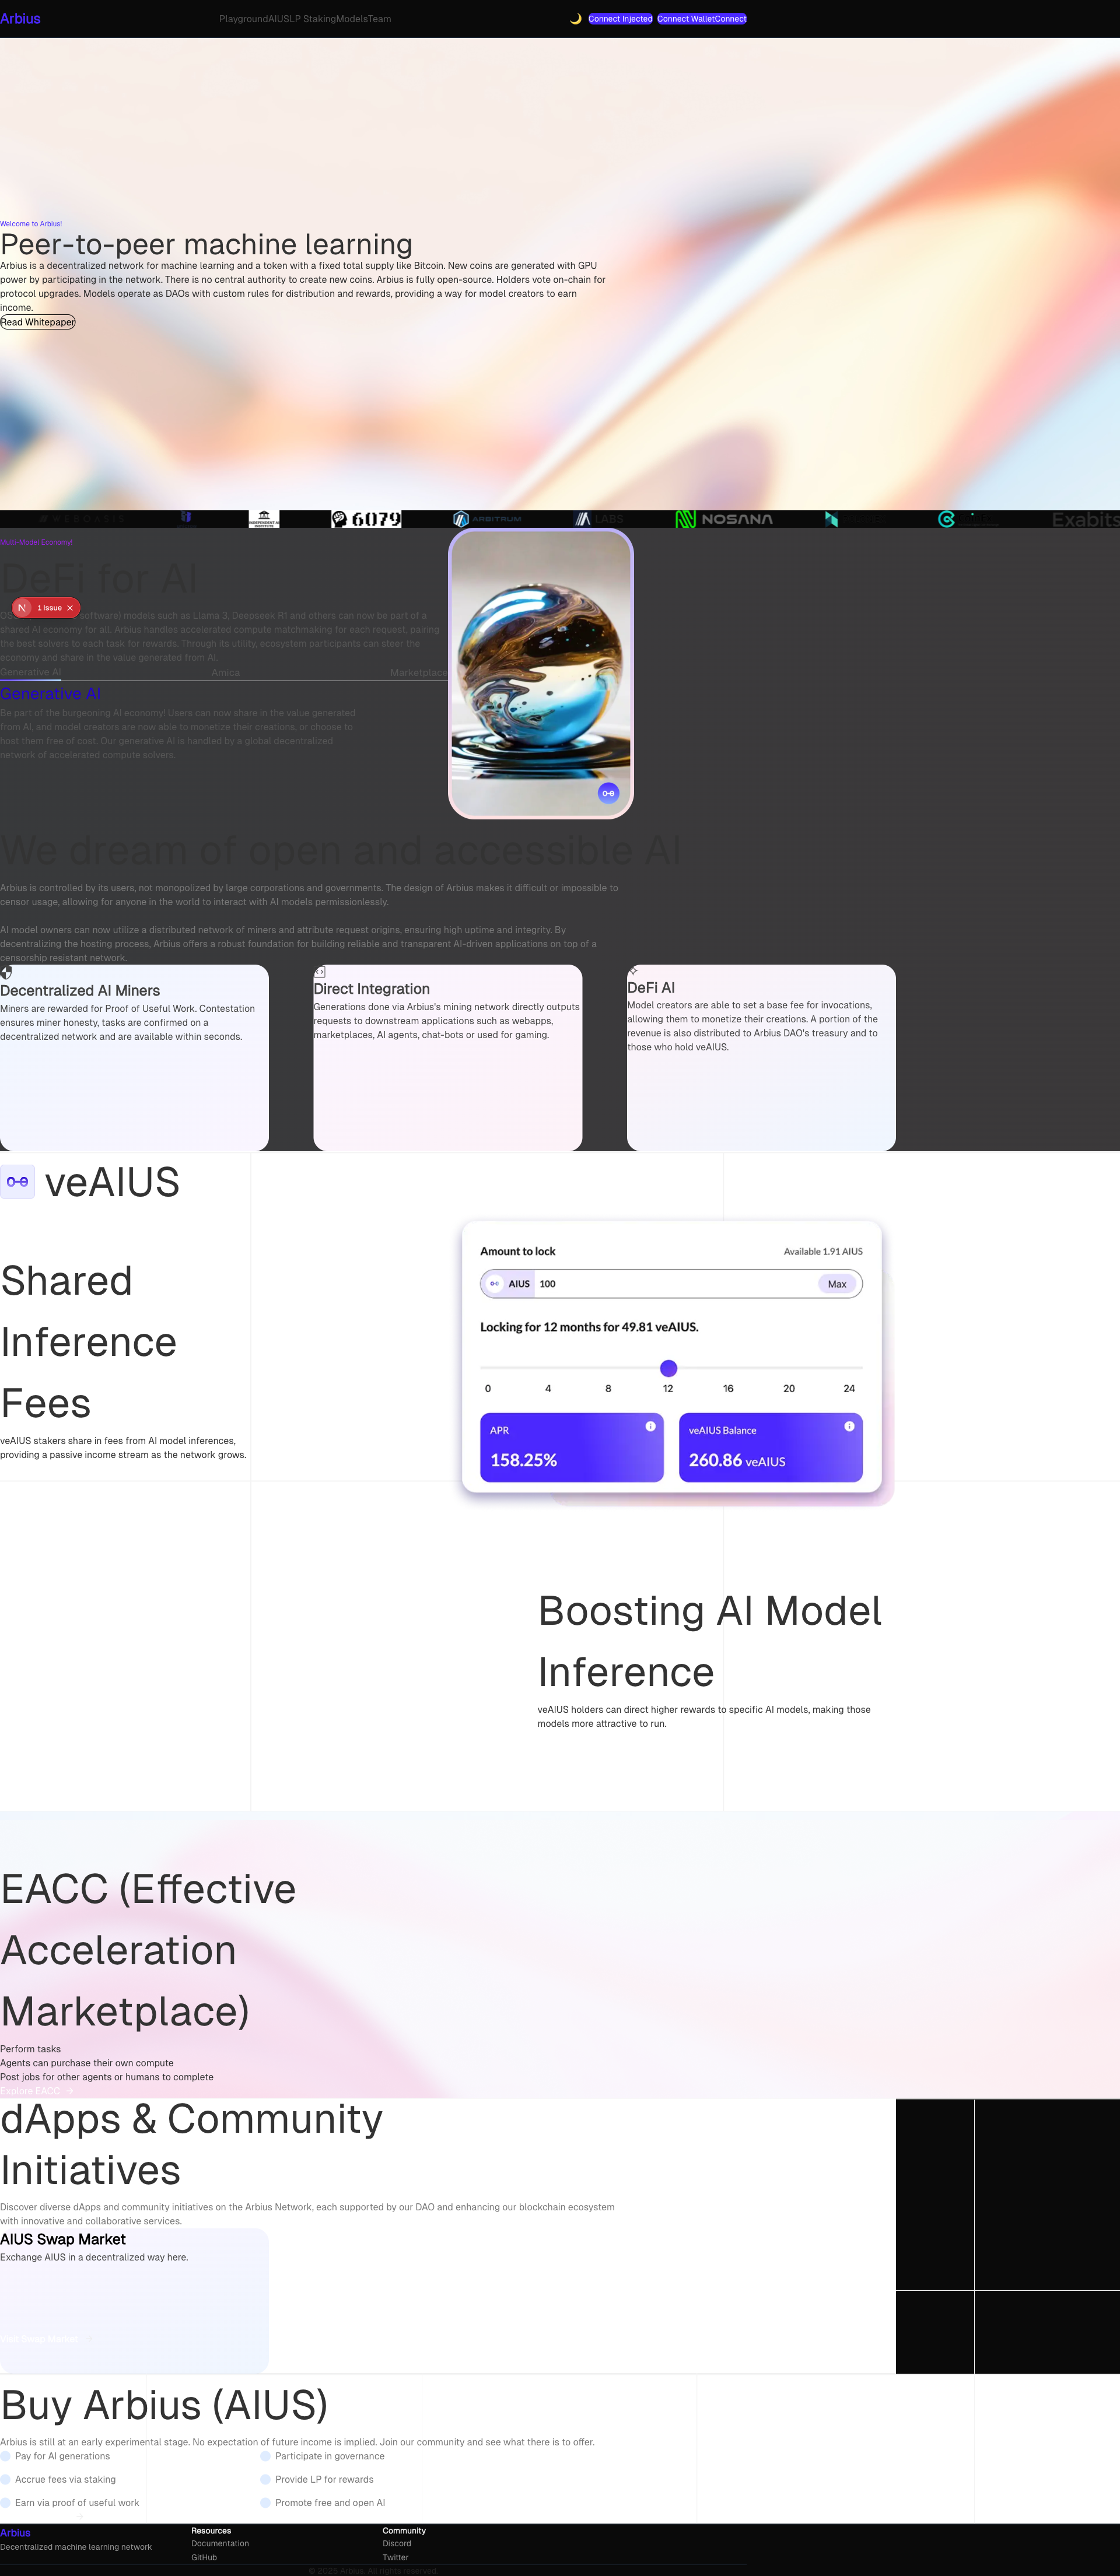 Arbius
PlaygroundAIUSLP StakingModelsTeam
Connect Injected
Connect WalletConnect
Welcome to Arbius!
Peer-to-peer machine learning
Arbius is a decentralized network for machine learning and a token with a fixed total supply like Bitcoin. New coins are generated with GPU
power by participating in the network. There is no central authority to create new coins. Arbius is fully open-source. Holders vote on-chain for
protocol upgrades. Models operate as DAOs with custom rules for distribution and rewards, providing a way for model creators to earn
income.
Read Whitepaper
WEBOASIS
INDEPENDENT AI
INSTITUTE
6079
ARBITRUM
LABS
NOSANA
Exabits
Multi-Model Economy!
DeFi for AI
1 Issue
software) models such as Llama 3, Deepseek R1 and others can now be part of a
shared AI economy for all. Arbius handles accelerated compute matchmaking for each request, pairing
the best solvers to each task for rewards. Through its utility, ecosystem participants can steer the
economy and share in the value generated from AI.
Generative AI
Amica
Marketplace
Generative AI
Be part of the burgeoning AI economy! Users can now share in the value generated
from AI, and model creators are now able to monetize their creations, or choose to
host them free of cost. Our generative AI is handled by a global decentralized
network of accelerated compute solvers.
We dream of open and accessible AI
Arbius is controlled by its users, not monopolized by large corporations and governments. The design of Arbius makes it difficult or impossible to
censor usage, allowing for anyone in the world to interact with AI models permissionlessly.
AI model owners can now utilize a distributed network of miners and attribute request origins, ensuring high uptime and integrity. By
decentralizing the hosting process, Arbius offers a robust foundation for building reliable and transparent AI-driven applications on top of a
censorship resistant network.
Decentralized AI Miners
Miners are rewarded for Proof of Useful Work. Contestation
ensures miner honesty, tasks are confirmed on a
decentralized network and are available within seconds.
Direct Integration
Generations done via Arbius's mining network directly outputs
requests to downstream applications such as webapps,
marketplaces, AI agents, chat-bots or used for gaming.
DeFi AI
Model creators are able to set a base fee for invocations,
allowing them to monetize their creations. A portion of the
revenue is also distributed to Arbius DAO's treasury and to
those who hold veAIUS.
veAIUS
Shared
Inference
Fees
veAIUS stakers share in fees from AI model inferences,
providing a passive income stream as the network grows.
Amount to lock
Available 1.91 AIUS
AIUS 100
Max
Locking for 12 months for 49.81 veAIUS.
0 4 8 12 16 20 24
APR
158.25%
veAIUS Balance
260.86 veAIUS
Boosting AI Model
Inference
veAIUS holders can direct higher rewards to specific AI models, making those
models more attractive to run.
EACC (Effective
Acceleration
Marketplace)
Perform tasks
Agents can purchase their own compute
Post jobs for other agents or humans to complete
Explore EACC
dApps & Community
Initiatives
Discover diverse dApps and community initiatives on the Arbius Network, each supported by our DAO and enhancing our blockchain ecosystem
with innovative and collaborative services.
AIUS Swap Market
Exchange AIUS in a decentralized way here.
Buy Arbius (AIUS)
Arbius is still at an early experimental stage. No expectation of future income is implied. Join our community and see what there is to offer.
Pay for AI generations
Participate in governance
Accrue fees via staking
Provide LP for rewards
Earn via proof of useful work
Promote free and open AI
Arbius
Decentralized machine learning network
Resources
Documentation
GitHub
Community
Discord
Twitter
© 2025 Arbius. All rights reserved.